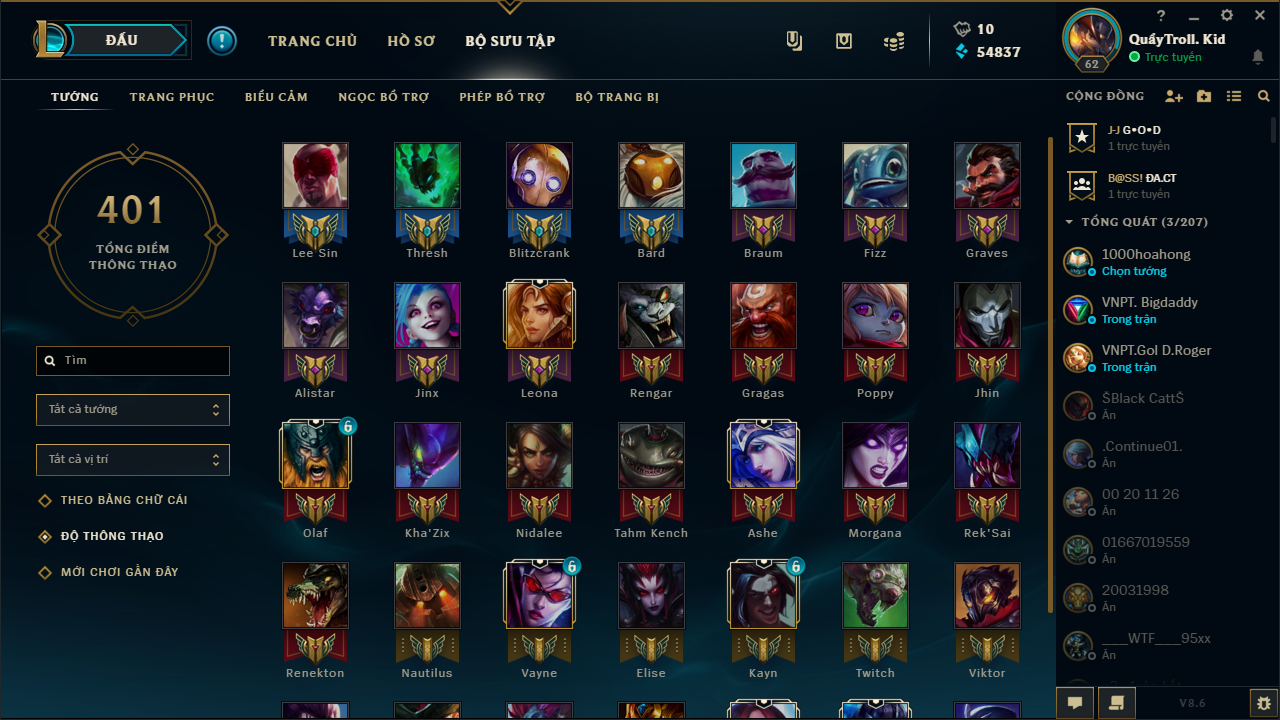 ĐẤU
!
TRANG CHỦ
HỒ SƠ
BỘ SƯU TẬP
10
54837
?
QuẩyTroll. Kid
Trực tuyến
62
TƯỚNG
TRANG PHỤC
BIỂU CẢM
NGỌC BỔ TRỢ
PHÉP BỔ TRỢ
BỘ TRANG BỊ
CỘNG ĐỒNG
401
TỔNG ĐIỂM
THÔNG THẠO
Tìm
Tất cả tướng
Tất cả vị trí
THEO BẢNG CHỮ CÁI
ĐỘ THÔNG THẠO
MỚI CHƠI GẦN ĐÂY
Lee Sin
Thresh
Blitzcrank
Bard
Braum
Fizz
Graves
Alistar
Jinx
Leona
Rengar
Gragas
Poppy
Jhin
6
Olaf
Kha'Zix
Nidalee
Tahm Kench
Ashe
Morgana
Rek'Sai
6
6
Renekton
Nautilus
Vayne
Elise
Kayn
Twitch
Viktor
J-J G•O•D
1 trực tuyến
B@SS! ĐA.CT
1 trực tuyến
TỔNG QUÁT (3/207)
1000hoahong
Chọn tướng
VNPT. Bigdaddy
Trong trận
VNPT.Gol D.Roger
Trong trận
ŠBlack CattŠ
Ẩn
.Continue01.
Ẩn
00 20 11 26
Ẩn
01667019559
Ẩn
20031998
Ẩn
___WTF___95xx
Ẩn
V8.6